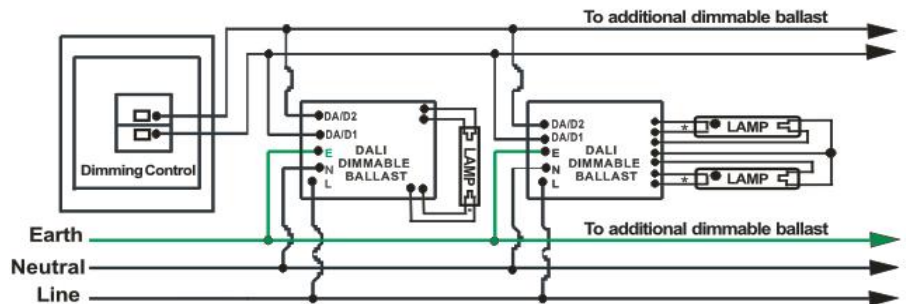 To additional dimmable ballast
Dimming Control
DA/D2
DA/D1
E
N
L
DALI
DIMMABLE
BALLAST
LAMP
*
DA/D2
DA/D1
E
N
L
DALI
DIMMABLE
BALLAST
* LAMP
* LAMP
Earth
To additional dimmable ballast
Neutral
Line